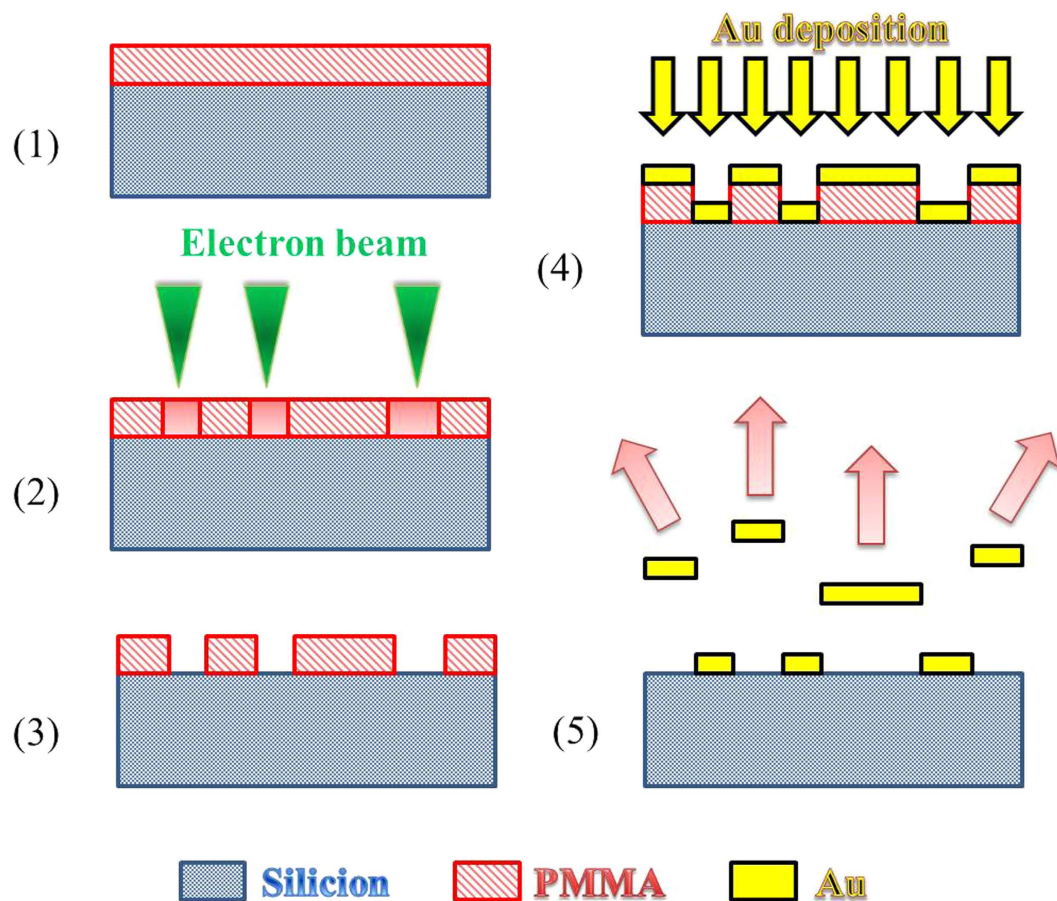 (1)
Electron beam
(2)
(3)
Au deposition
(4)
(5)
Silicion
PMMA
Au